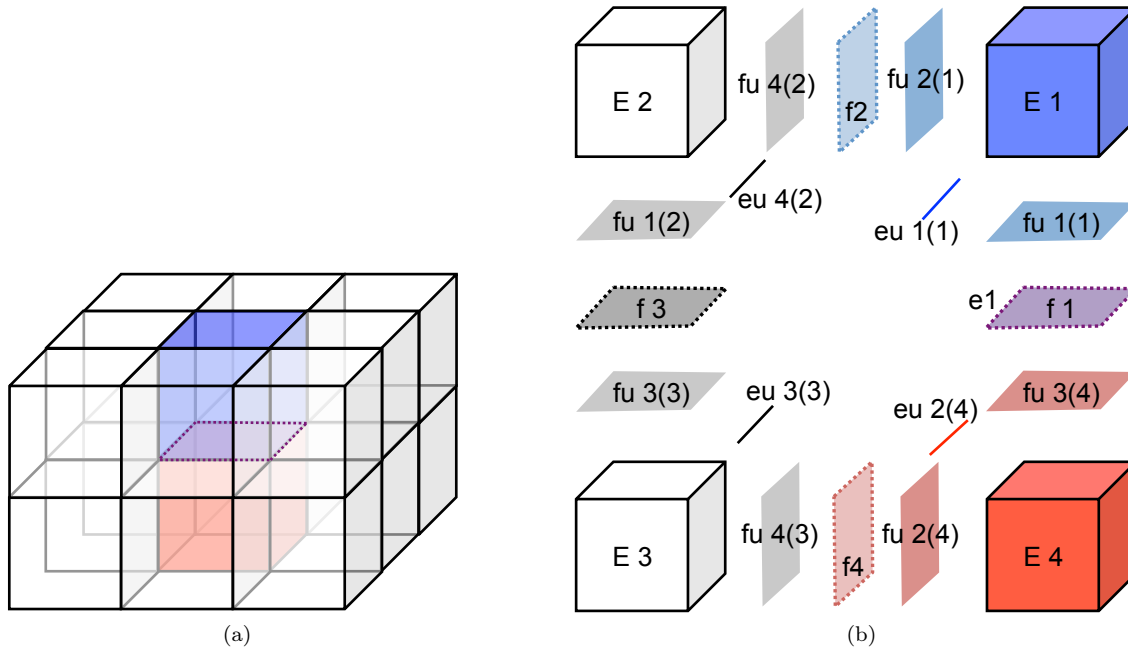 E 2
fu 4(2)
f2
fu 2(1)
E 1
eu 4(2)
eu 1(1)
fu 1(2)
fu 1(1)
f 3
e1
f 1
fu 3(3)
eu 3(3)
eu 2(4)
fu 3(4)
E 3
fu 4(3)
f4
fu 2(4)
E 4
(a)
(b)